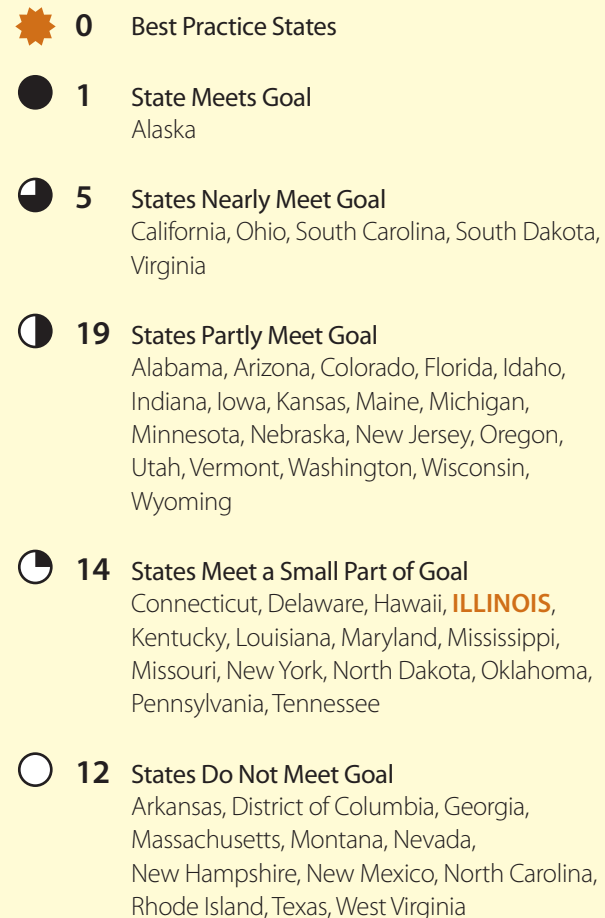 0 Best Practice States
1 State Meets Goal
Alaska
5 States Nearly Meet Goal
California, Ohio, South Carolina, South Dakota,
Virginia
19 States Partly Meet Goal
Alabama, Arizona, Colorado, Florida, Idaho,
Indiana, Iowa, Kansas, Maine, Michigan,
Minnesota, Nebraska, New Jersey, Oregon,
Utah, Vermont, Washington, Wisconsin,
Wyoming
14 States Meet a Small Part of Goal
Connecticut, Delaware, Hawaii, ILLINOIS,
Kentucky, Louisiana, Maryland, Mississippi,
Missouri, New York, North Dakota, Oklahoma,
Pennsylvania, Tennessee
12 States Do Not Meet Goal
Arkansas, District of Columbia, Georgia,
Massachusetts, Montana, Nevada,
New Hampshire, New Mexico, North Carolina,
Rhode Island, Texas, West Virginia